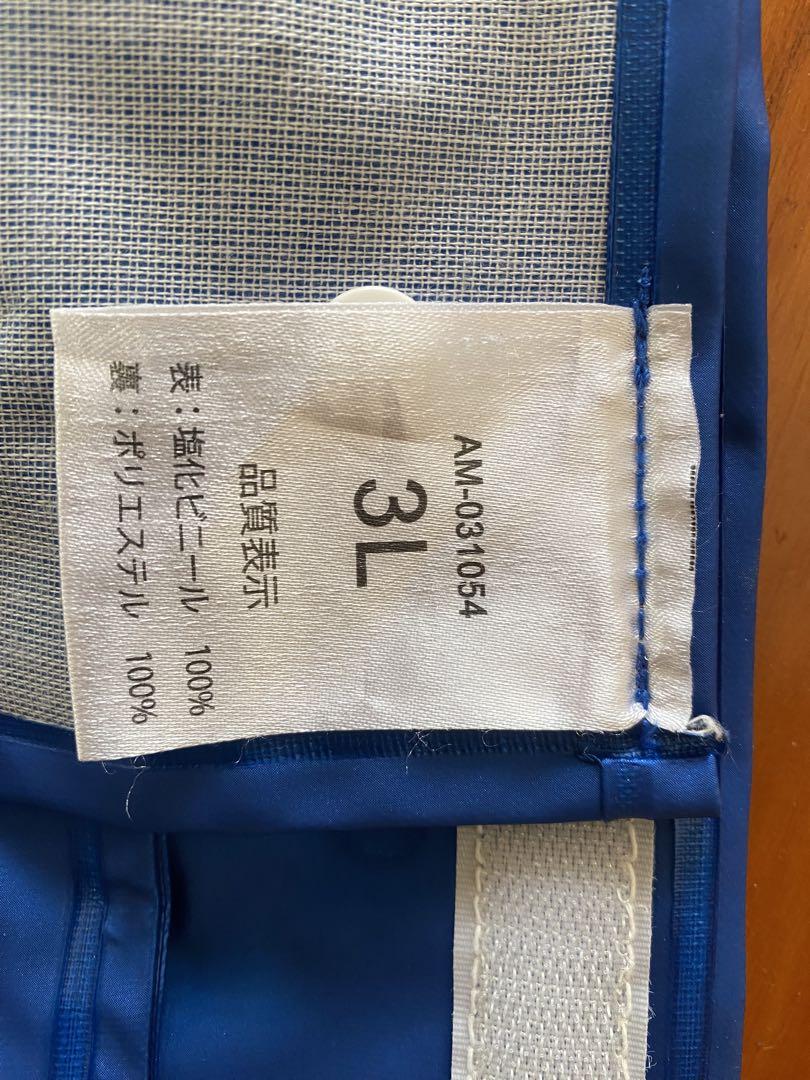 AM-031054
3L
品質表示
表：塩化ビニール 100%
裏：ポリエステル 100%